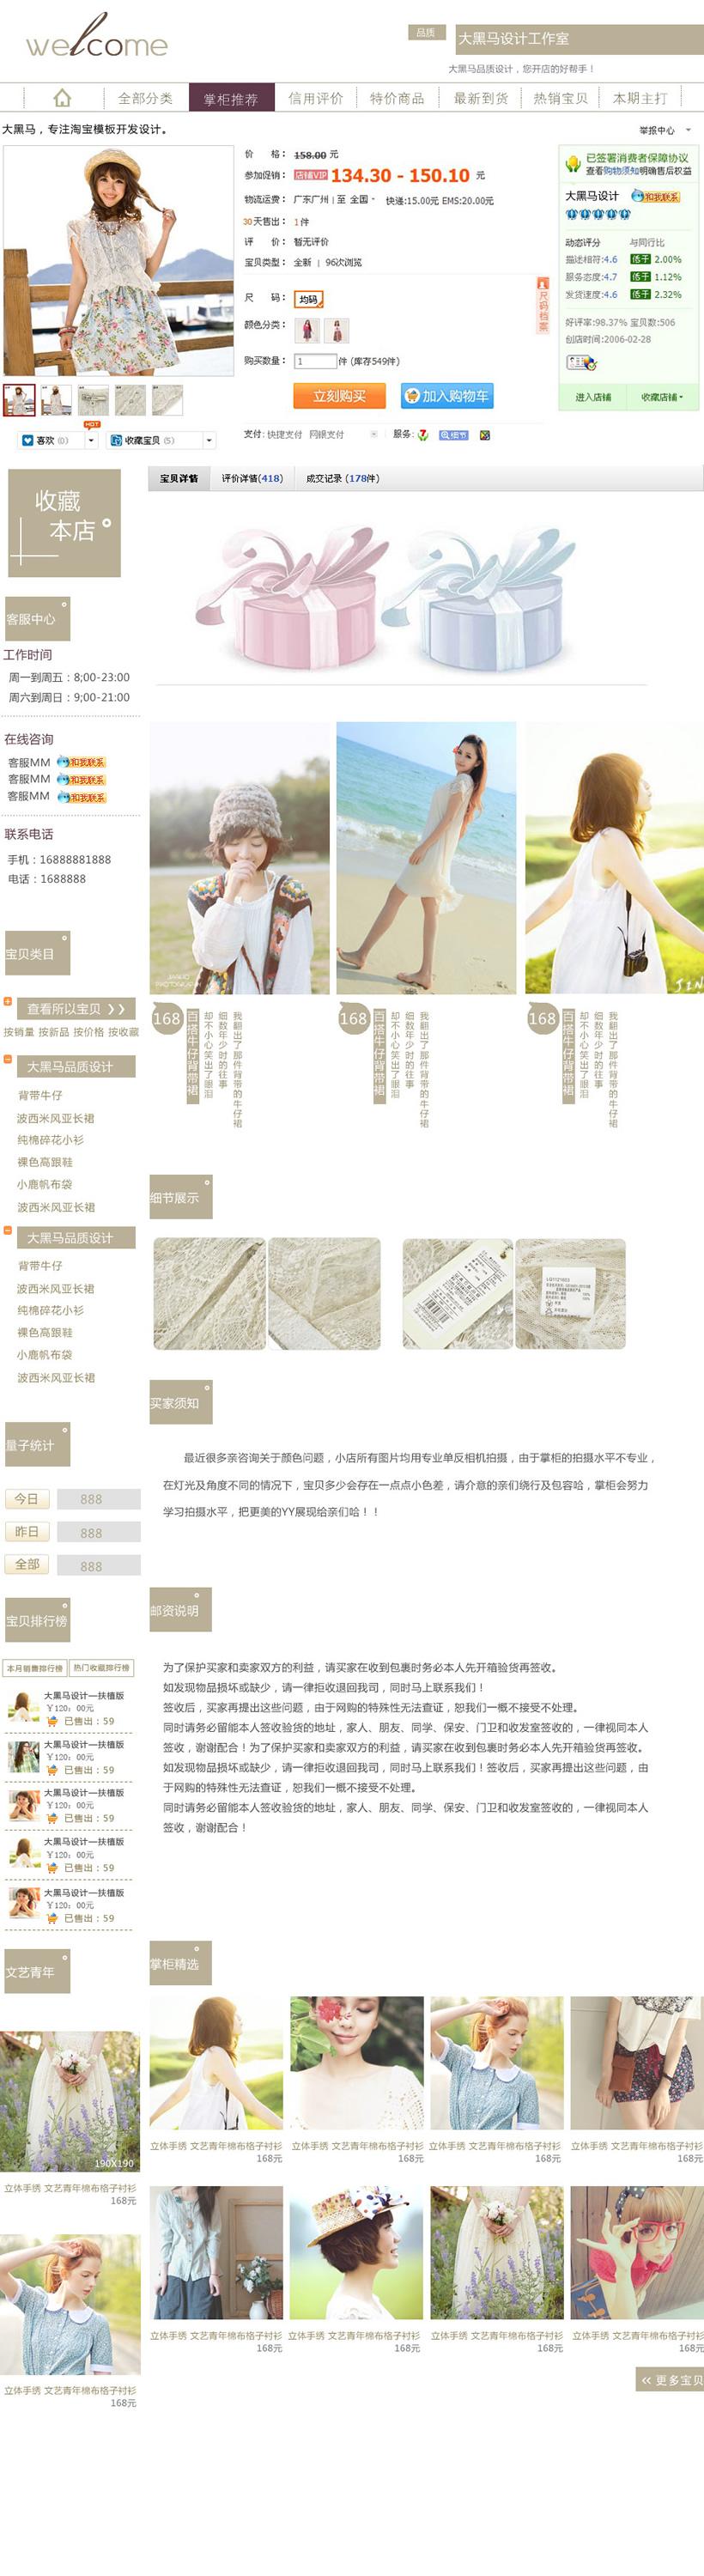 welcome
品质
大黑马设计工作室
大黑马品质设计，您开店的好帮手！
全部分类
掌柜推荐
信用评价
特价商品
最新到货
热销宝贝
本期主打
大黑马，专注淘宝模板开发设计。
举报中心
价 格： 158.00 元
参加促销： 店铺VIP 134.30 - 150.10 元
物流运费： 广东广州 | 至 全国 快递:15.00元 EMS:20.00元
30天售出： 1件
评 价： 暂无评价
宝贝类型： 全新 | 96次浏览
尺 码： 均码
尺码档案
颜色分类：
购买数量： 1 件 (库存549件)
立刻购买
加入购物车
支付: 快捷支付 网银支付
服务: 7 细节
HOT
喜欢 (0)
收藏宝贝 (5)
已签署消费者保障协议
查看购物须知明确售后权益
大黑马设计 和我联系
动态评分 与同行比
描述相符:4.6 低于 2.00%
服务态度:4.7 低于 1.12%
发货速度:4.6 低于 2.32%
好评率:98.37% 宝贝数:506
创店时间:2006-02-28
进入店铺
收藏店铺
收藏
本店
宝贝详情
评价详情(418)
成交记录 (178件)
客服中心
工作时间
周一到周五：8;00-23:00
周六到周日：9;00-21:00
在线咨询
客服MM 和我联系
客服MM 和我联系
客服MM 和我联系
联系电话
手机：16888881888
电话：1688888
宝贝类目
查看所以宝贝 ❯❯
按销量 按新品 按价格 按收藏
大黑马品质设计
背带牛仔
波西米风亚长裙
纯棉碎花小衫
裸色高跟鞋
小鹿帆布袋
波西米风亚长裙
大黑马品质设计
背带牛仔
波西米风亚长裙
纯棉碎花小衫
裸色高跟鞋
小鹿帆布袋
波西米风亚长裙
量子统计
今日 888
昨日 888
全部 888
宝贝排行榜
本月销售排行榜
热门收藏排行榜
大黑马设计—扶植版
￥120：00元
已售出：59
大黑马设计—扶植版
￥120：00元
已售出：59
大黑马设计—扶植版
￥120：00元
已售出：59
大黑马设计—扶植版
￥120：00元
已售出：59
大黑马设计—扶植版
￥120：00元
已售出：59
文艺青年
190X190
立体手绣 文艺青年棉布格子衬衫
168元
立体手绣 文艺青年棉布格子衬衫
168元
168
百搭牛仔背带裙
却不小心笑出了眼泪
细数年少时的往事
我翻出了那件背带的牛仔裙
168
百搭牛仔背带裙
却不小心笑出了眼泪
细数年少时的往事
我翻出了那件背带的牛仔裙
168
百搭牛仔背带裙
却不小心笑出了眼泪
细数年少时的往事
我翻出了那件背带的牛仔裙
细节展示
买家须知
最近很多亲咨询关于颜色问题，小店所有图片均用专业单反相机拍摄，由于掌柜的拍摄水平不专业，
在灯光及角度不同的情况下，宝贝多少会存在一点点小色差，请介意的亲们绕行及包容哈，掌柜会努力
学习拍摄水平，把更美的YY展现给亲们哈！！
邮资说明
为了保护买家和卖家双方的利益，请买家在收到包裹时务必本人先开箱验货再签收。
如发现物品损坏或缺少，请一律拒收退回我司，同时马上联系我们！
签收后，买家再提出这些问题，由于网购的特殊性无法查证，恕我们一概不接受不处理。
同时请务必留能本人签收验货的地址，家人、朋友、同学、保安、门卫和收发室签收的，一律视同本人
签收，谢谢配合！为了保护买家和卖家双方的利益，请买家在收到包裹时务必本人先开箱验货再签收。
如发现物品损坏或缺少，请一律拒收退回我司，同时马上联系我们！签收后，买家再提出这些问题，由
于网购的特殊性无法查证，恕我们一概不接受不处理。
同时请务必留能本人签收验货的地址，家人、朋友、同学、保安、门卫和收发室签收的，一律视同本人
签收，谢谢配合！
掌柜精选
立体手绣 文艺青年棉布格子衬衫
168元
立体手绣 文艺青年棉布格子衬衫
168元
立体手绣 文艺青年棉布格子衬衫
168元
立体手绣 文艺青年棉布格子衬衫
168元
立体手绣 文艺青年棉布格子衬衫
168元
立体手绣 文艺青年棉布格子衬衫
168元
立体手绣 文艺青年棉布格子衬衫
168元
立体手绣 文艺青年棉布格子衬衫
168元
‹‹ 更多宝贝